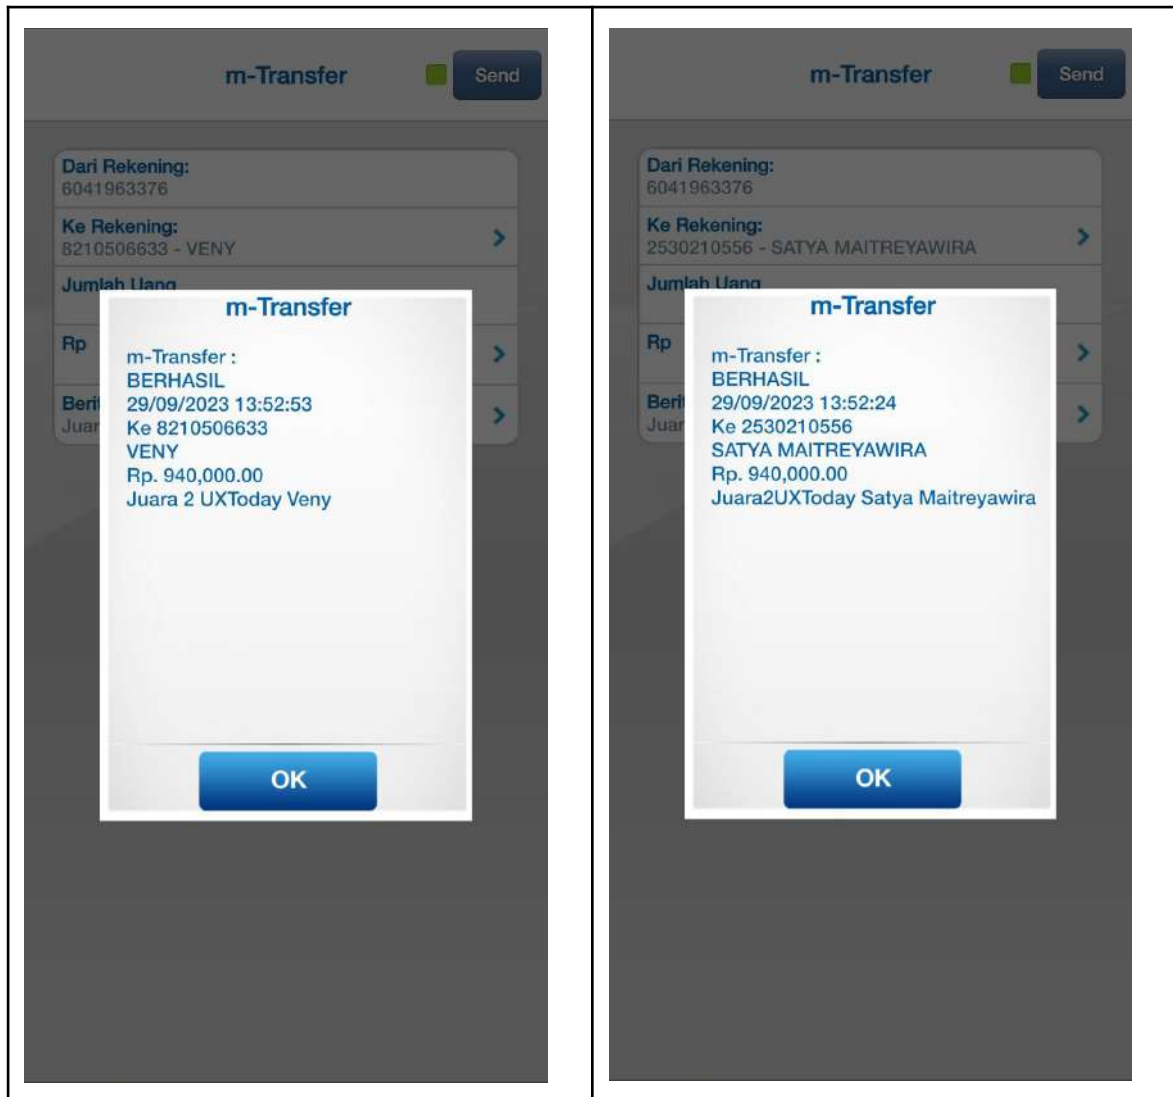 m-Transfer
Send
Dari Rekening:
6041963376
Ke Rekening:
8210506633 - VENY
Jumlah Uang
Rp
m-Transfer
m-Transfer :
BERHASIL
29/09/2023 13:52:53
Ke 8210506633
VENY
Rp. 940,000.00
Juara 2 UXToday Veny
OK
m-Transfer
Send
Dari Rekening:
6041963376
Ke Rekening:
2530210556 - SATYA MAITREYAWIRA
Jumlah Uang
Rp
m-Transfer
m-Transfer :
BERHASIL
29/09/2023 13:52:24
Ke 2530210556
SATYA MAITREYAWIRA
Rp. 940,000.00
Juara2UXToday Satya Maitreyawira
OK